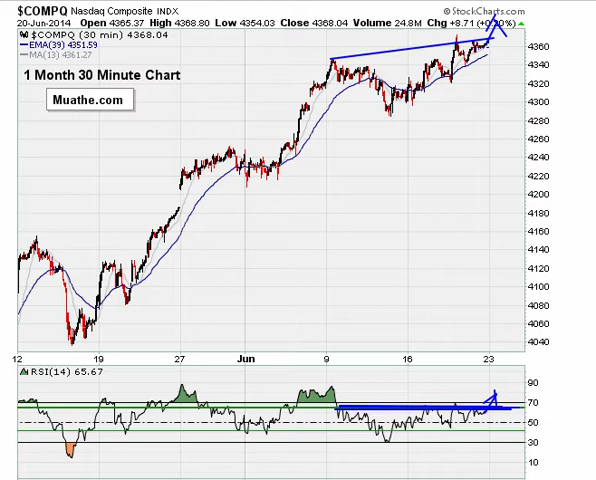 $COMPQ Nasdaq Composite INDX © StockCharts.com
20-Jun-2014 Open 4365.37 High 4368.80 Low 4354.03 Close 4368.04 Volume 24.8M Chg +8.71
$COMPQ (30 min) 4368.04
EMA(39) 4351.59
MA(13) 4361.27
1 Month 30 Minute Chart
Muathe.com
4360
4340
4320
4300
4280
4260
4240
4220
4200
4180
4160
4140
4120
4100
4080
4060
4040
12 19 27 Jun 9 16 23
RSI(14) 65.67
90
70
50
30
10